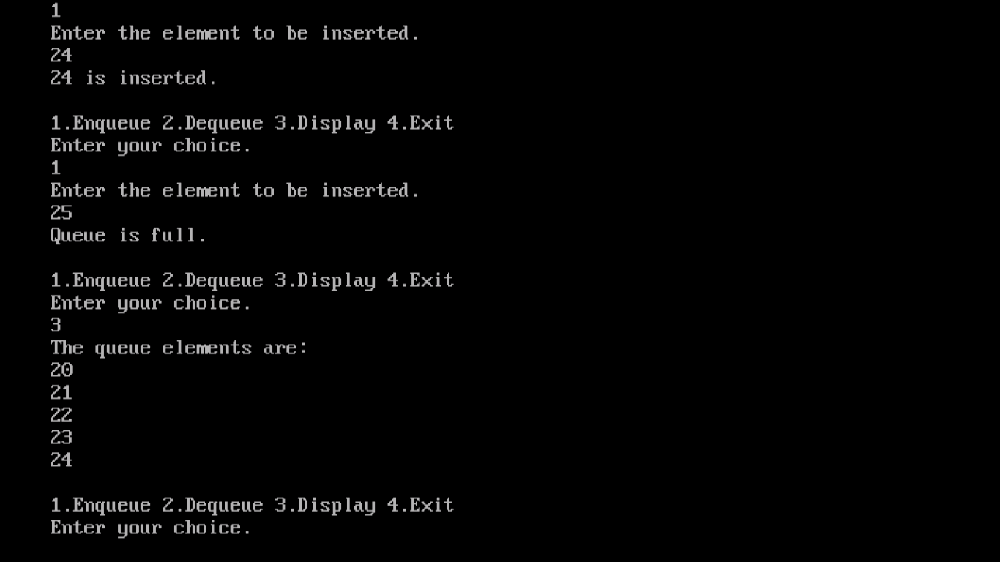 1
Enter the element to be inserted.
24
24 is inserted.
1.Enqueue 2.Dequeue 3.Display 4.Exit
Enter your choice.
1
Enter the element to be inserted.
25
Queue is full.
1.Enqueue 2.Dequeue 3.Display 4.Exit
Enter your choice.
3
The queue elements are:
20
21
22
23
24
1.Enqueue 2.Dequeue 3.Display 4.Exit
Enter your choice.